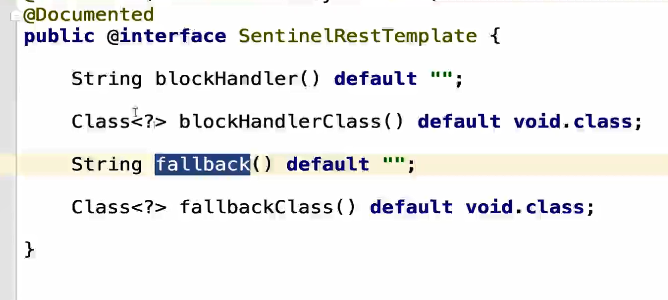 @Documented
public @interface SentinelRestTemplate {
String blockHandler() default "";
Class<?> blockHandlerClass() default void.class;
String fallback() default "";
Class<?> fallbackClass() default void.class;
}